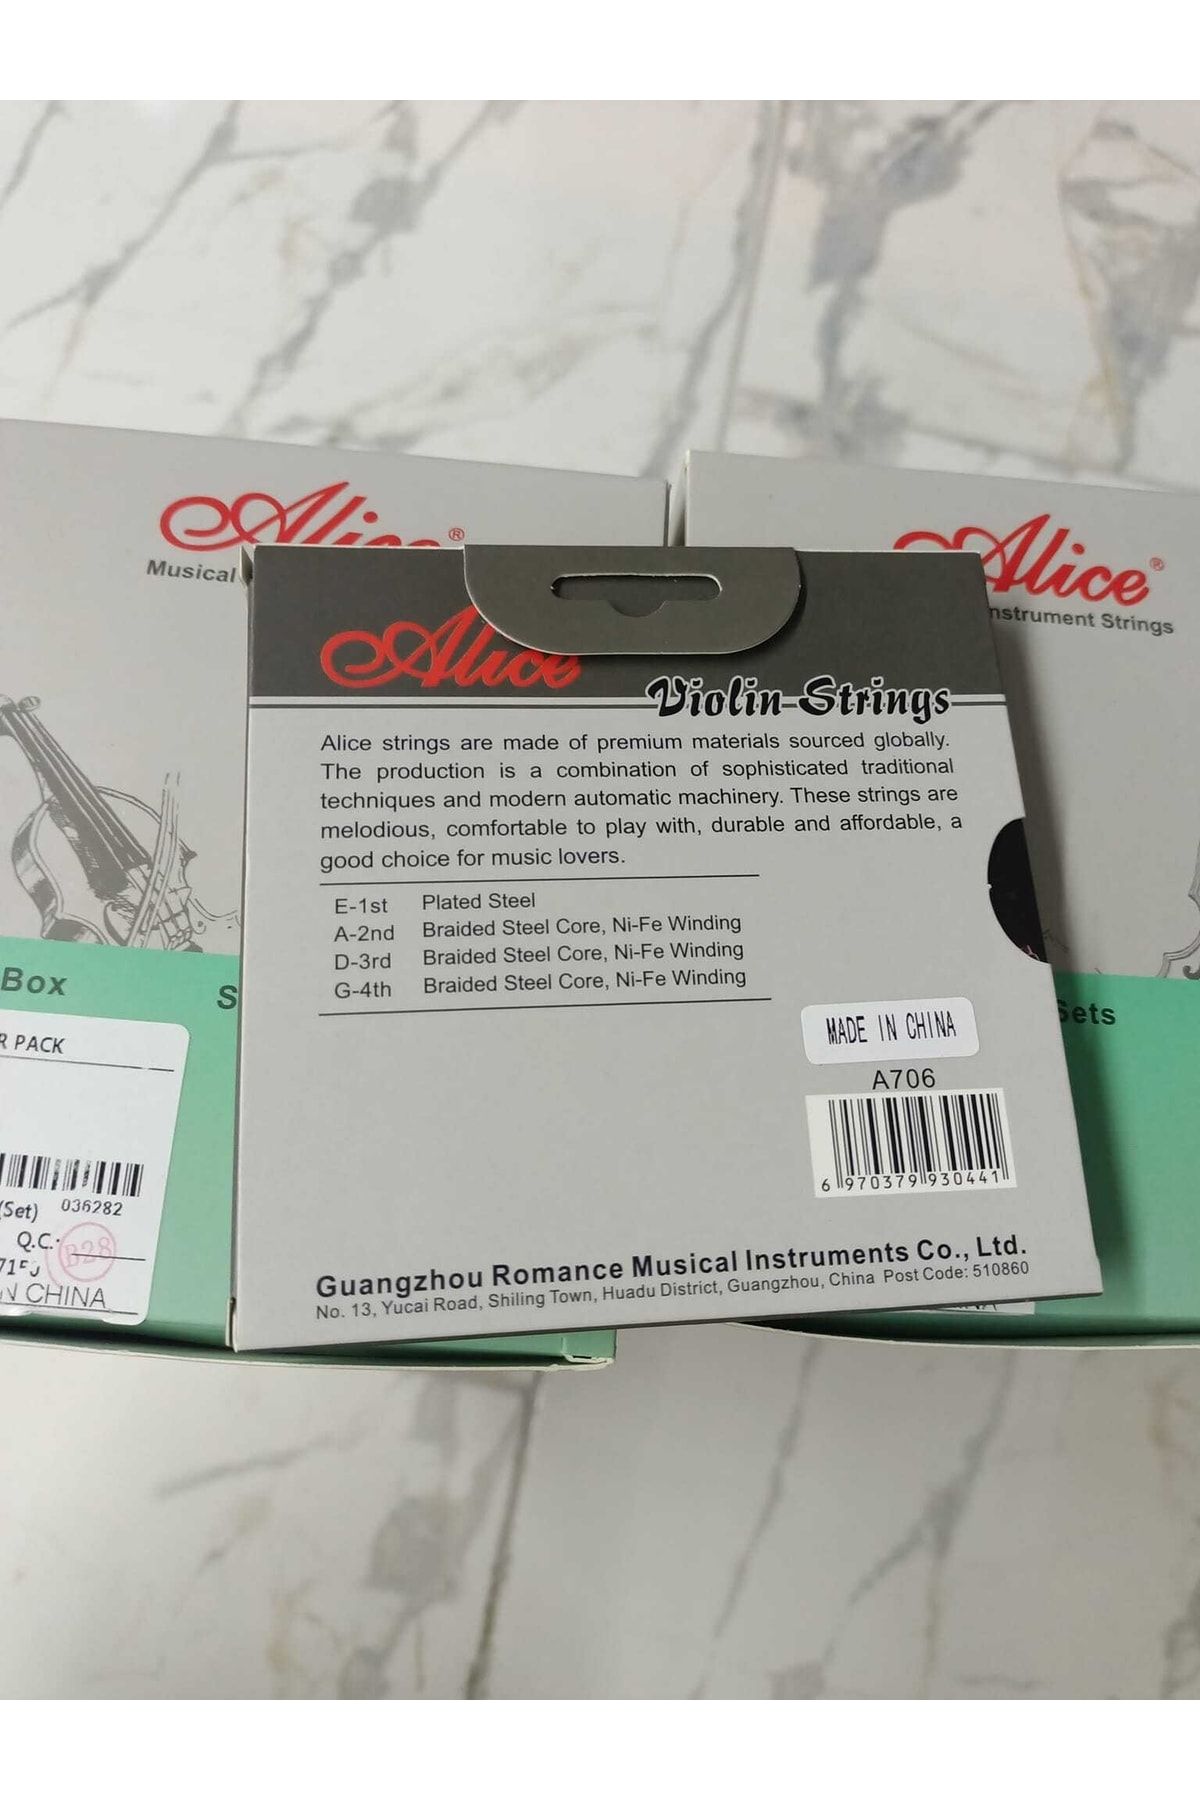 Alice®
Musical
Alice®
nstrument Strings
Alice
Violin Strings
Alice strings are made of premium materials sourced globally.
The production is a combination of sophisticated traditional
techniques and modern automatic machinery. These strings are
melodious, comfortable to play with, durable and affordable, a
good choice for music lovers.
E-1st Plated Steel
A-2nd Braided Steel Core, Ni-Fe Winding
D-3rd Braided Steel Core, Ni-Fe Winding
G-4th Braided Steel Core, Ni-Fe Winding
MADE IN CHINA
A706
6 970379 930441
Guangzhou Romance Musical Instruments Co., Ltd.
No. 13, Yucai Road, Shiling Town, Huadu District, Guangzhou, China Post Code: 510860
Box S
R PACK
(Set) 036282
Q.C.:
B28
N CHINA
Sets